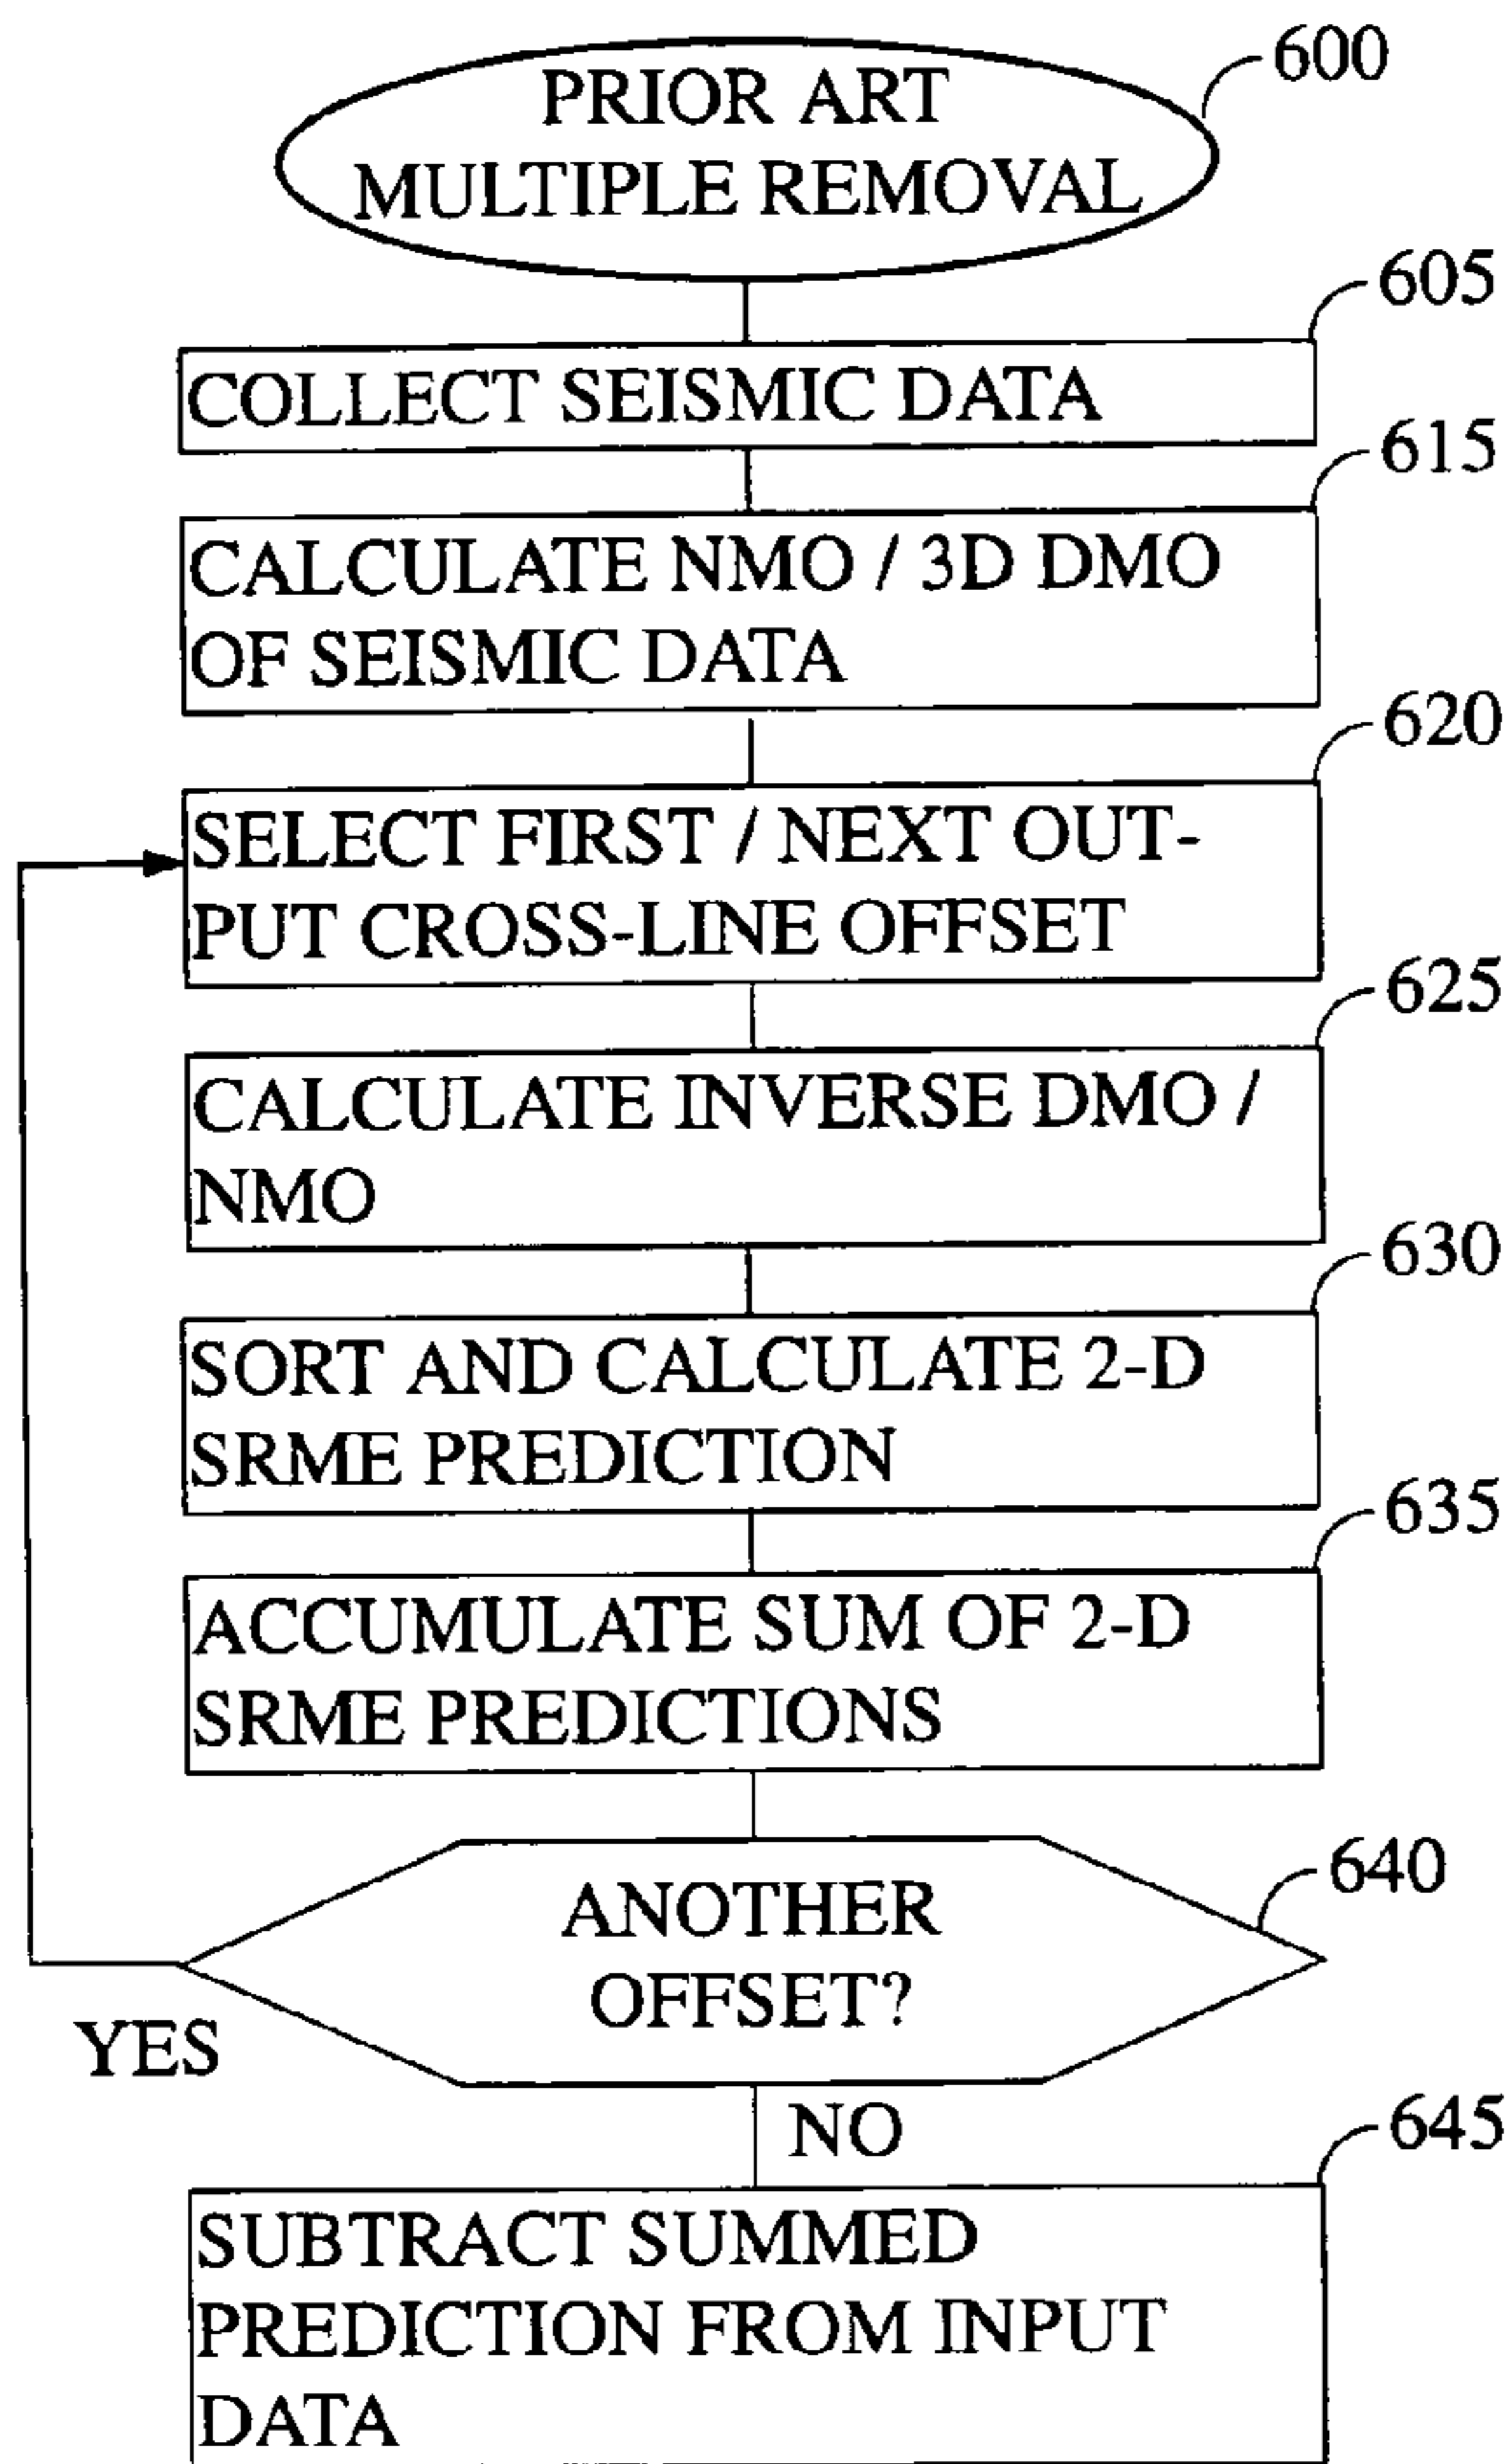 600
PRIOR ART
MULTIPLE REMOVAL
605
COLLECT SEISMIC DATA
615
CALCULATE NMO / 3D DMO
OF SEISMIC DATA
620
SELECT FIRST / NEXT OUT-
PUT CROSS-LINE OFFSET
625
CALCULATE INVERSE DMO /
NMO
630
SORT AND CALCULATE 2-D
SRME PREDICTION
635
ACCUMULATE SUM OF 2-D
SRME PREDICTIONS
640
ANOTHER
OFFSET?
YES
NO
645
SUBTRACT SUMMED
PREDICTION FROM INPUT
DATA